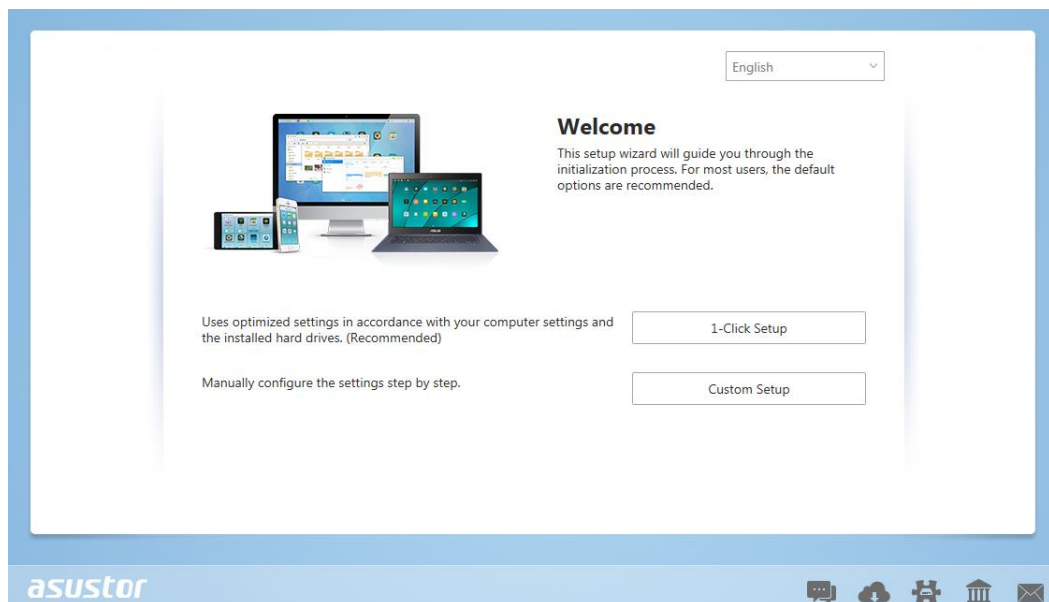 English
Welcome
This setup wizard will guide you through the
initialization process. For most users, the default
options are recommended.
Uses optimized settings in accordance with your computer settings and
the installed hard drives. (Recommended)
1-Click Setup
Manually configure the settings step by step.
Custom Setup
asustor